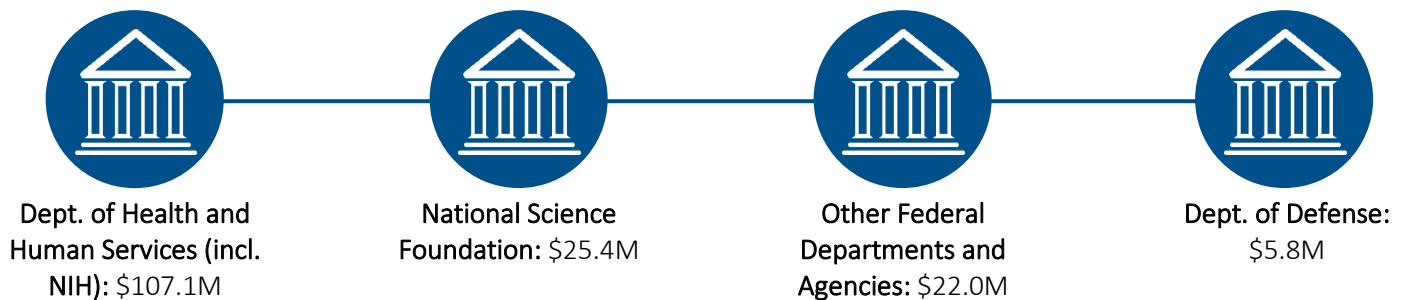 Dept. of Health and
Human Services (incl.
NIH): $107.1M
National Science
Foundation: $25.4M
Other Federal
Departments and
Agencies: $22.0M
Dept. of Defense:
$5.8M